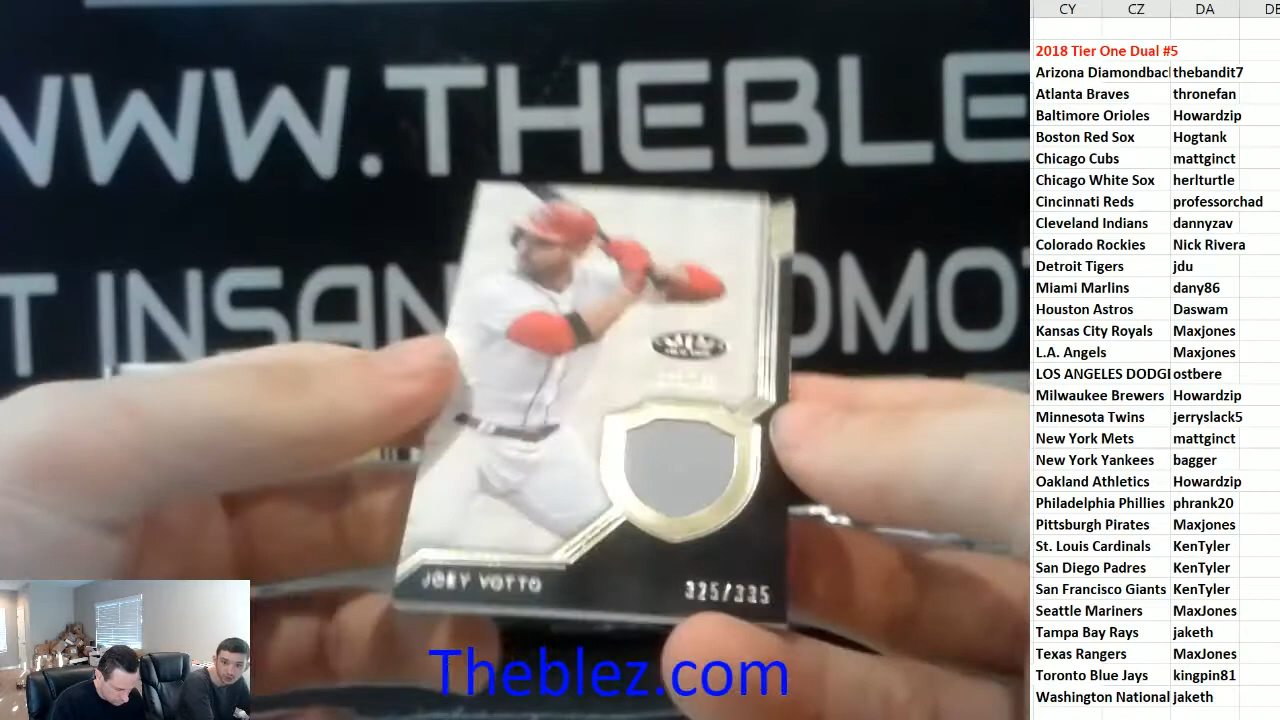 WWW.THEBLE
T INSAN OMOT
JOEY VOTTO
325/335
Theblez.com
CY CZ DA DB
2018 Tier One Dual #5
Arizona Diamondbac thebandit7
Atlanta Braves thronefan
Baltimore Orioles Howardzip
Boston Red Sox Hogtank
Chicago Cubs mattginct
Chicago White Sox herlturtle
Cincinnati Reds professorchad
Cleveland Indians dannyzav
Colorado Rockies Nick Rivera
Detroit Tigers jdu
Miami Marlins dany86
Houston Astros Daswam
Kansas City Royals MaxJones
L.A. Angels MaxJones
LOS ANGELES DODGI ostbere
Milwaukee Brewers Howardzip
Minnesota Twins jerryslack5
New York Mets mattginct
New York Yankees bagger
Oakland Athletics Howardzip
Philadelphia Phillies phrank20
Pittsburgh Pirates MaxJones
St. Louis Cardinals KenTyler
San Diego Padres KenTyler
San Francisco Giants KenTyler
Seattle Mariners MaxJones
Tampa Bay Rays jaketh
Texas Rangers MaxJones
Toronto Blue Jays kingpin81
Washington National jaketh